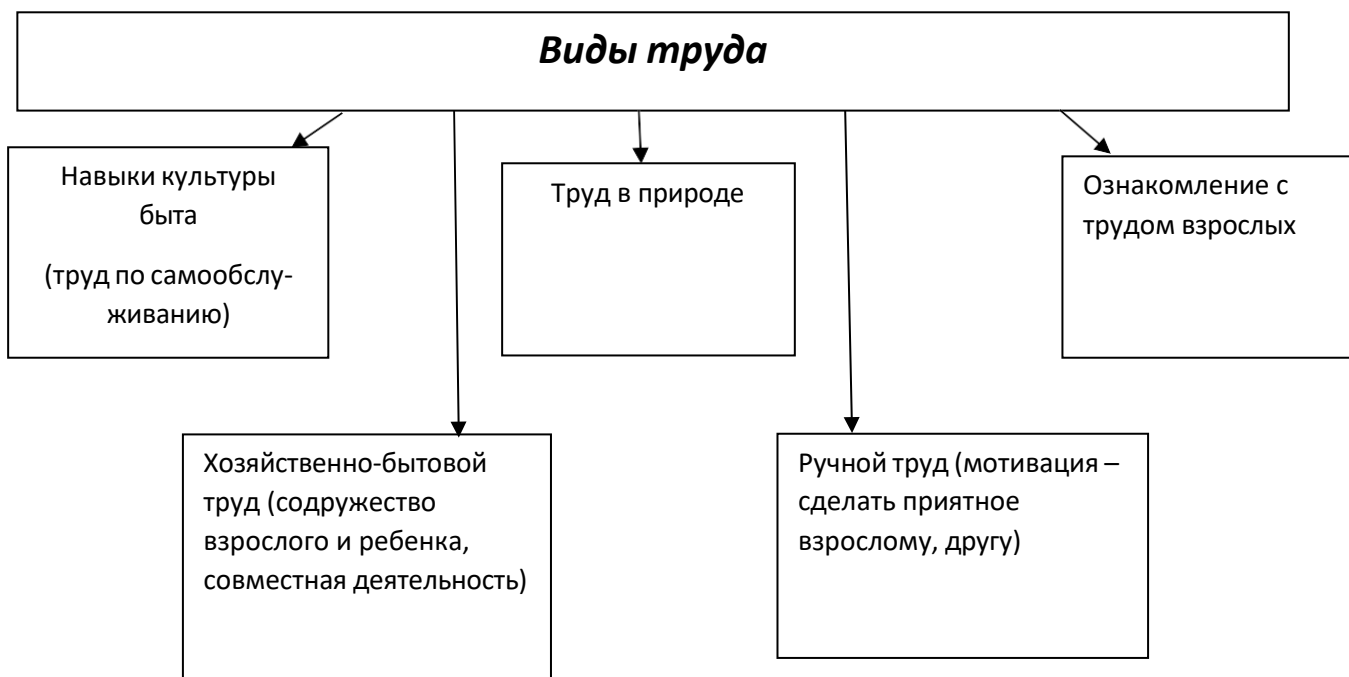 Виды труда
Навыки культуры
быта
(труд по самообслу-
живанию)
Труд в природе
Ознакомление с
трудом взрослых
Хозяйственно-бытовой
труд (содружество
взрослого и ребенка,
совместная деятельность)
Ручной труд (мотивация –
сделать приятное
взрослому, другу)